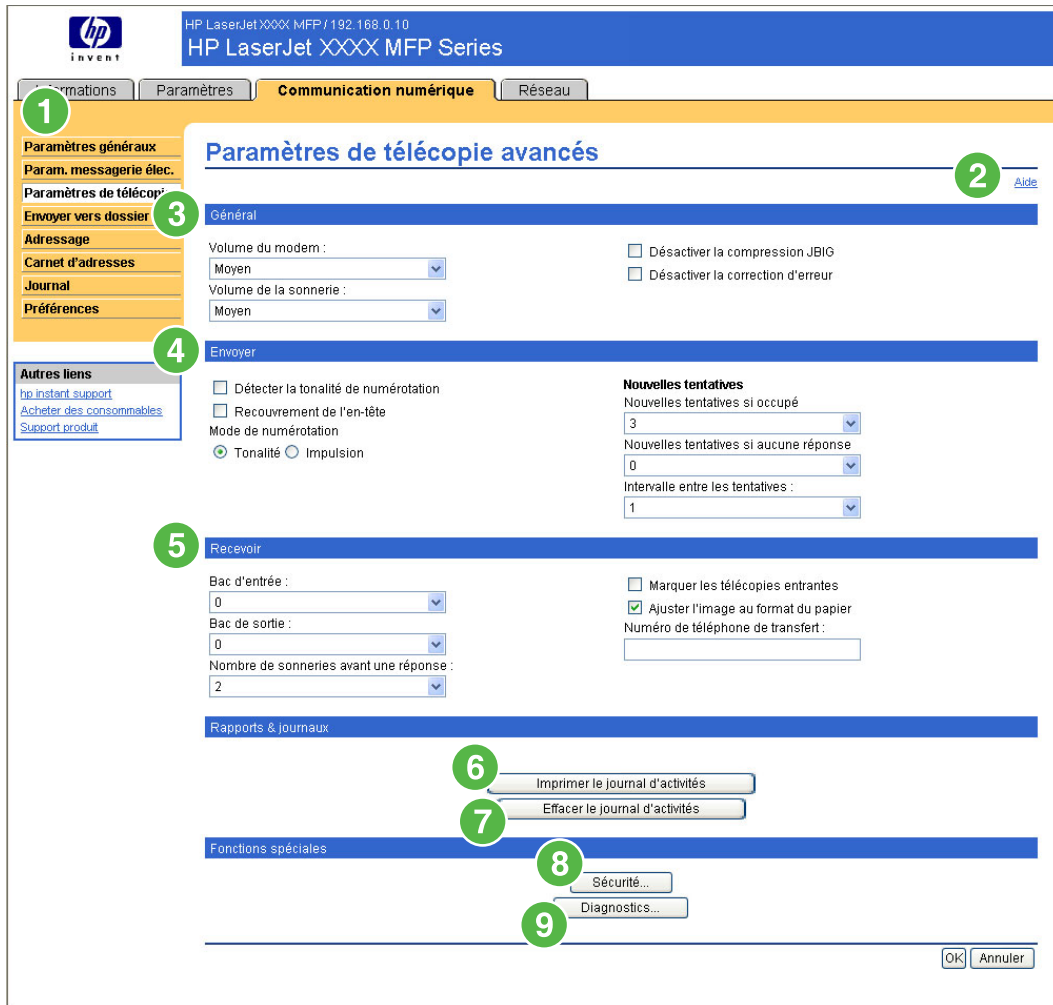 hp
invent
HP LaserJet XXXX MFP / 192.168.0.10
HP LaserJet XXXX MFP Series
rmations
Paramètres
Communication numérique
Réseau
1
Paramètres généraux
Param. messagerie élec.
Paramètres de télécopie
Envoyer vers dossier
Adressage
Carnet d'adresses
Journal
Préférences
Autres liens
hp instant support
Acheter des consommables
Support produit
Paramètres de télécopie avancés
2
Aide
3
Général
Volume du modem :
Moyen
Volume de la sonnerie :
Moyen
Désactiver la compression JBIG
Désactiver la correction d'erreur
4
Envoyer
Détecter la tonalité de numérotation
Recouvrement de l'en-tête
Mode de numérotation
Tonalité Impulsion
Nouvelles tentatives
Nouvelles tentatives si occupé
3
Nouvelles tentatives si aucune réponse
0
Intervalle entre les tentatives :
1
5
Recevoir
Bac d'entrée :
0
Bac de sortie :
0
Nombre de sonneries avant une réponse :
2
Marquer les télécopies entrantes
Ajuster l'image au format du papier
Numéro de téléphone de transfert :
Rapports & journaux
6
Imprimer le journal d'activités
7
Effacer le journal d'activités
Fonctions spéciales
8
Sécurité...
9
Diagnostics...
OK Annuler